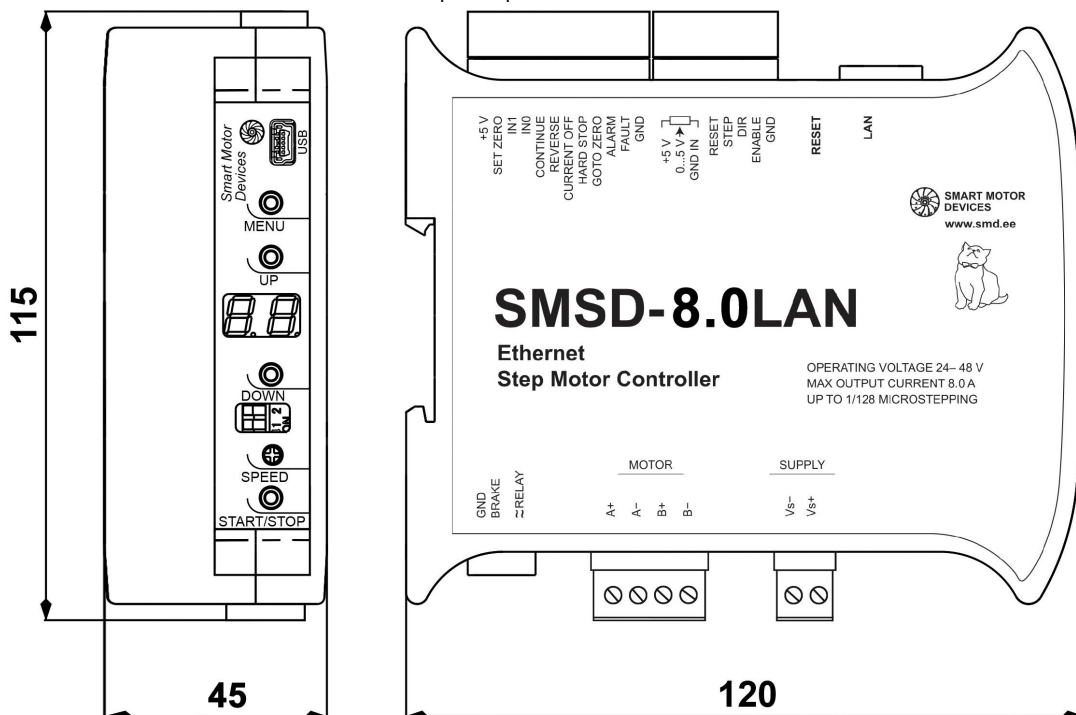 115
Smart Motor
Devices
USB
MENU
UP
8.8.
DOWN
1 2
ON
SPEED
START/STOP
45
+5 V
SET ZERO
IN1
IN0
CONTINUE
REVERSE
CURRENT OFF
HARD STOP
GOTO ZERO
ALARM
FAULT
GND
+5 V
0...5 V
GND IN
RESET
STEP
DIR
ENABLE
GND
RESET
LAN
SMART MOTOR
DEVICES
www.smd.ee
SMSD-8.0LAN
Ethernet
Step Motor Controller
OPERATING VOLTAGE 24– 48 V
MAX OUTPUT CURRENT 8.0 A
UP TO 1/128 MICROSTEPPING
MOTOR
SUPPLY
GND
BRAKE
≂RELAY
A+
A–
B+
B–
Vs–
Vs+
120